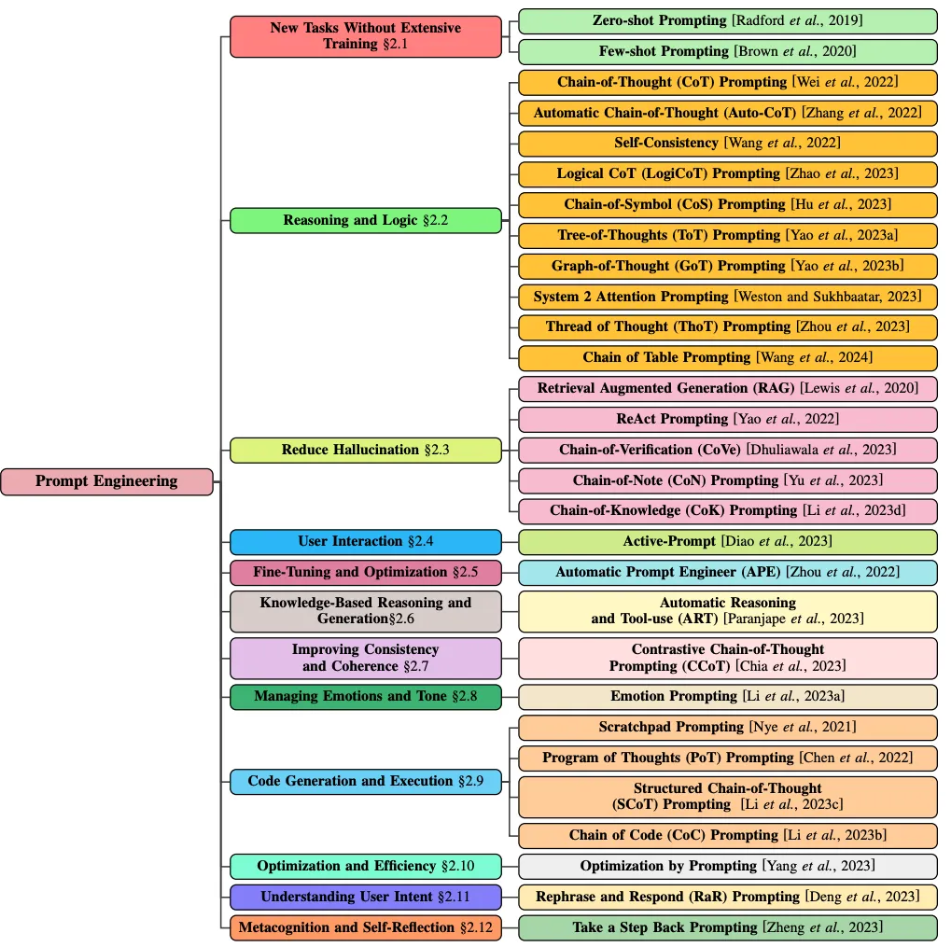 New Tasks Without Extensive
Training §2.1
Zero-shot Prompting [Radford et al., 2019]
Few-shot Prompting [Brown et al., 2020]
Chain-of-Thought (CoT) Prompting [Wei et al., 2022]
Automatic Chain-of-Thought (Auto-CoT) [Zhang et al., 2022]
Self-Consistency [Wang et al., 2022]
Logical CoT (LogiCoT) Prompting [Zhao et al., 2023]
Chain-of-Symbol (CoS) Prompting [Hu et al., 2023]
Reasoning and Logic §2.2
Tree-of-Thoughts (ToT) Prompting [Yao et al., 2023a]
Graph-of-Thought (GoT) Prompting [Yao et al., 2023b]
System 2 Attention Prompting [Weston and Sukhbaatar, 2023]
Thread of Thought (ThoT) Prompting [Zhou et al., 2023]
Chain of Table Prompting [Wang et al., 2024]
Retrieval Augmented Generation (RAG) [Lewis et al., 2020]
ReAct Prompting [Yao et al., 2022]
Reduce Hallucination §2.3
Chain-of-Verification (CoVe) [Dhuliawala et al., 2023]
Prompt Engineering
Chain-of-Note (CoN) Prompting [Yu et al., 2023]
Chain-of-Knowledge (CoK) Prompting [Li et al., 2023d]
User Interaction §2.4
Active-Prompt [Diao et al., 2023]
Fine-Tuning and Optimization §2.5
Automatic Prompt Engineer (APE) [Zhou et al., 2022]
Knowledge-Based Reasoning and
Generation§2.6
Automatic Reasoning
and Tool-use (ART) [Paranjape et al., 2023]
Improving Consistency
and Coherence §2.7
Contrastive Chain-of-Thought
Prompting (CCoT) [Chia et al., 2023]
Managing Emotions and Tone §2.8
Emotion Prompting [Li et al., 2023a]
Scratchpad Prompting [Nye et al., 2021]
Program of Thoughts (PoT) Prompting [Chen et al., 2022]
Code Generation and Execution §2.9
Structured Chain-of-Thought
(SCoT) Prompting [Li et al., 2023c]
Chain of Code (CoC) Prompting [Li et al., 2023b]
Optimization and Efficiency §2.10
Optimization by Prompting [Yang et al., 2023]
Understanding User Intent §2.11
Rephrase and Respond (RaR) Prompting [Deng et al., 2023]
Metacognition and Self-Reflection §2.12
Take a Step Back Prompting [Zheng et al., 2023]